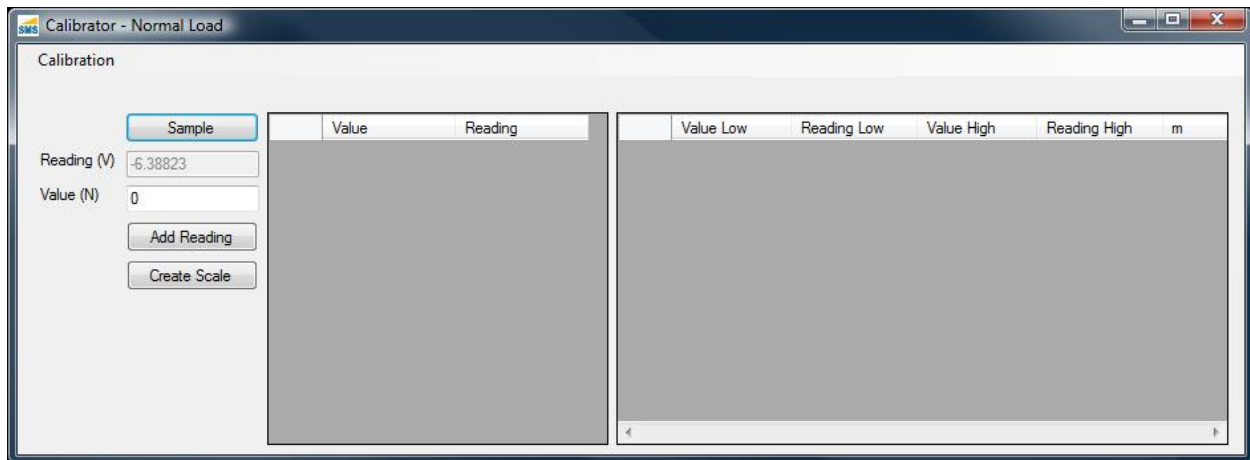 SMS Calibrator - Normal Load
Calibration
Sample
Reading (V) -6.38823
Value (N) 0
Add Reading
Create Scale
Value Reading
Value Low Reading Low Value High Reading High m